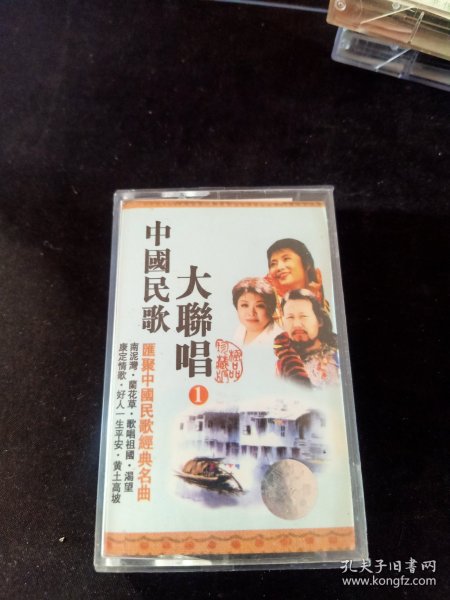 中國民歌
大聯唱
1
匯聚中國民歌經典名曲
南泥灣·蘭花草·歌唱祖國·渴望
康定情歌·好人一生平安·黄土高坡
孔夫子旧书网
www.kongfz.com